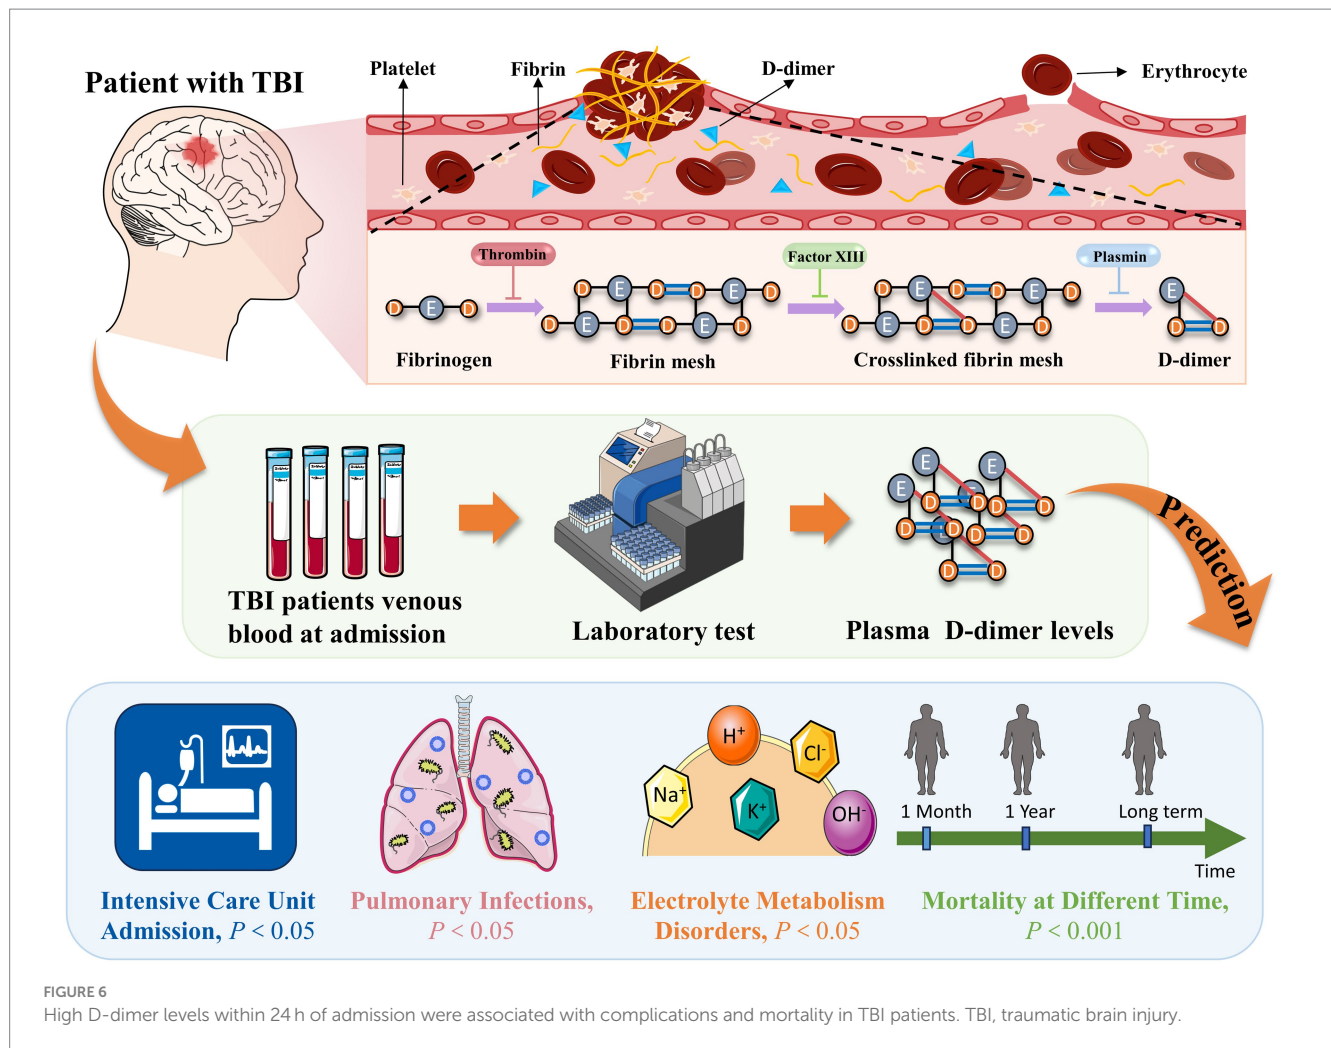 Patient with TBI
Platelet
Fibrin
D-dimer
Erythrocyte
Thrombin
Factor XIII
Plasmin
D E D
D E D D E D
D E D D E D
D E D D E D
D E D D E D
E
D D
Fibrinogen
Fibrin mesh
Crosslinked fibrin mesh
D-dimer
E E
E E
D D D
D D D D
E
D D
TBI patients venous
blood at admission
Laboratory test
Plasma D-dimer levels
Prediction
H+
Cl-
Na+
K+
OH-
1 Month
1 Year
Long term
Time
Intensive Care Unit
Admission, P < 0.05
Pulmonary Infections,
P < 0.05
Electrolyte Metabolism
Disorders, P < 0.05
Mortality at Different Time,
P < 0.001
FIGURE 6
High D-dimer levels within 24 h of admission were associated with complications and mortality in TBI patients. TBI, traumatic brain injury.